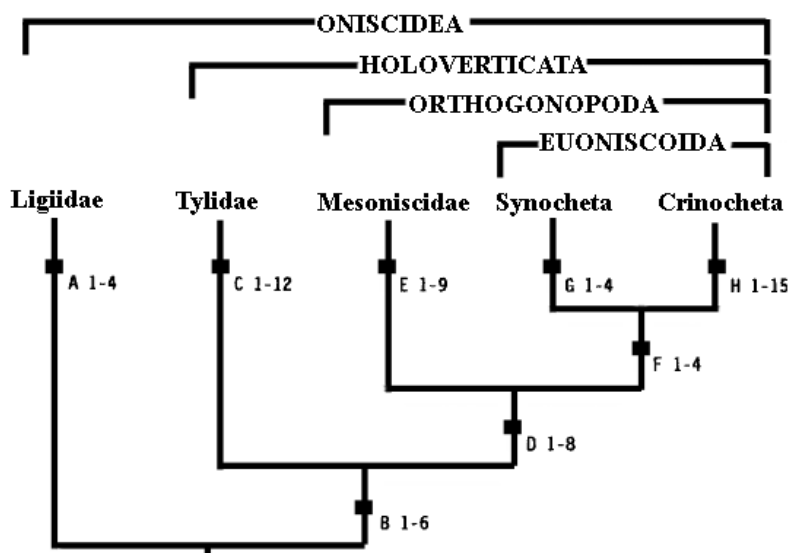 ONISCIDEA
HOLOVERTICATA
ORTHOGONOPODA
EUONISCOIDA
Ligiidae Tylidae Mesoniscidae Synocheta Crinocheta
A 1-4 C 1-12 E 1-9 G 1-4 H 1-15
F 1-4
D 1-8
B 1-6